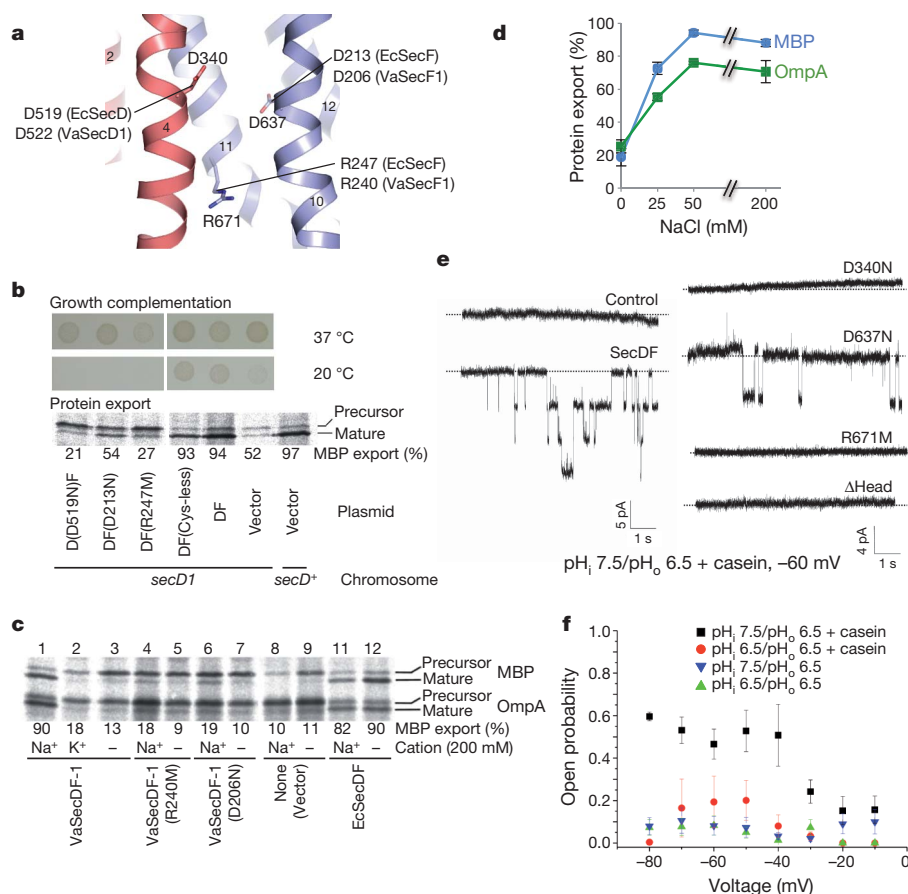 a
2
D340
D213 (EcSecF)
D206 (VaSecF1)
D519 (EcSecD)
D522 (VaSecD1)
4
D637
12
11
R247 (EcSecF)
R240 (VaSecF1)
R671
10
b
Growth complementation
37 °C
20 °C
Protein export
Precursor
Mature
21 54 27 93 94 52 97 MBP export (%)
D(D519N)F
DF(D213N)
DF(R247M)
DF(Cys-less)
DF
Vector
Vector
Plasmid
secD1 secD+ Chromosome
c
1 2 3 4 5 6 7 8 9 11 12
Precursor
Mature
MBP
Precursor
Mature
OmpA
90 18 13 18 9 19 10 10 11 82 90 MBP export (%)
Na+ K+ – Na+ – Na+ – Na+ – Na+ – Cation (200 mM)
VaSecDF-1
VaSecDF-1 (R240M)
VaSecDF-1 (D206N)
None (Vector)
EcSecDF
d
Protein export (%)
100
80
60
40
20
0
0 25 50 200
NaCl (mM)
MBP
OmpA
e
Control
SecDF
5 pA
1 s
D340N
D637N
R671M
ΔHead
4 pA
1 s
pHi 7.5/pHo 6.5 + casein, –60 mV
f
Open probability
1.0
0.8
0.6
0.4
0.2
0.0
pHi 7.5/pHo 6.5 + casein
pHi 6.5/pHo 6.5 + casein
pHi 7.5/pHo 6.5
pHi 6.5/pHo 6.5
–80 –60 –40 –20 0
Voltage (mV)